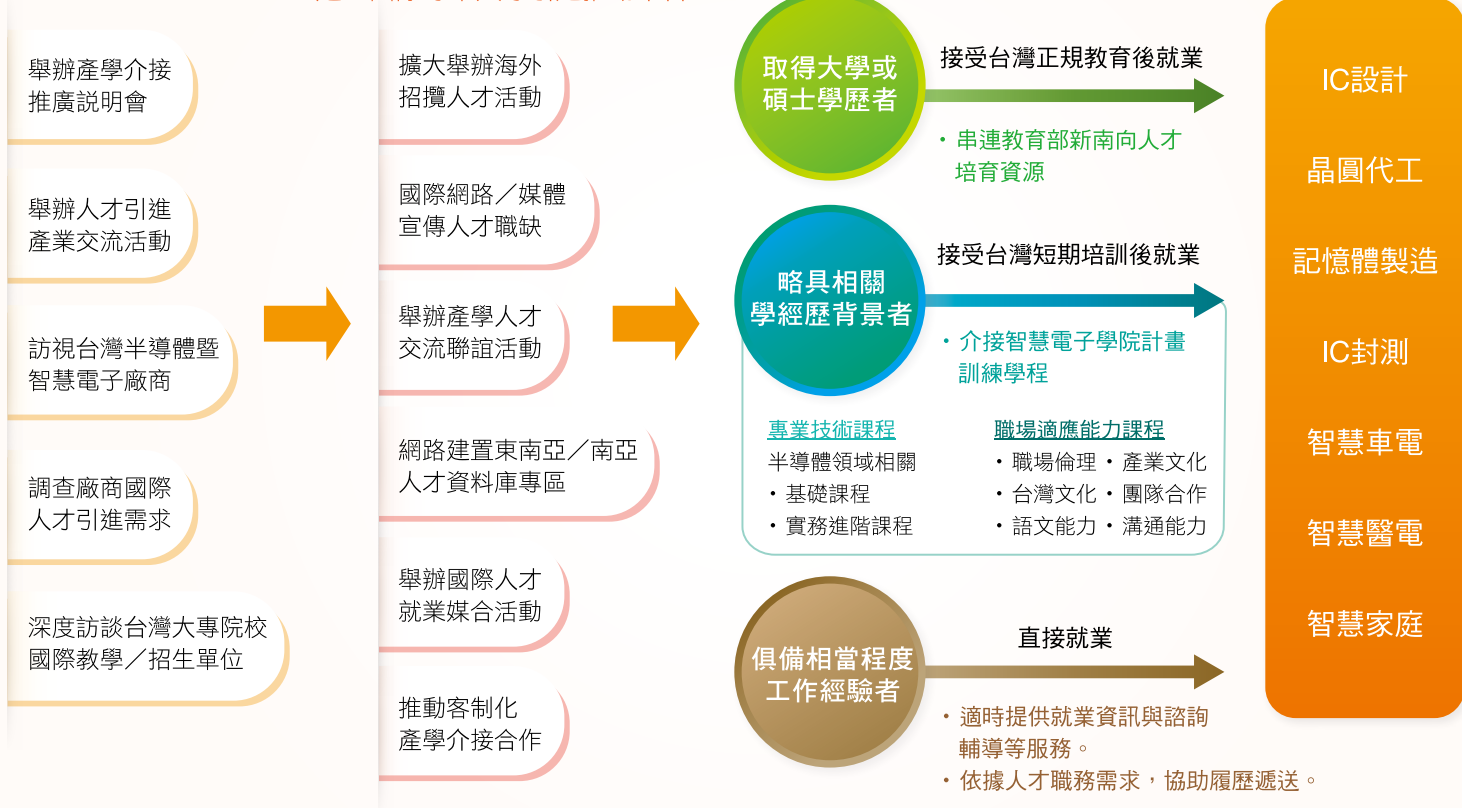 舉辦產學介接
推廣説明會
舉辦人才引進
產業交流活動
訪視台灣半導體暨
智慧電子廠商
調查廠商國際
人才引進需求
深度訪談台灣大專院校
國際教學／招生單位
擴大舉辦海外
招攬人才活動
國際網路／媒體
宣傳人才職缺
舉辦產學人才
交流聯誼活動
網路建置東南亞／南亞
人才資料庫專區
舉辦國際人才
就業媒合活動
推動客制化
產學介接合作
取得大學或
碩士學歷者
接受台灣正規教育後就業
・串連教育部新南向人才
培育資源
略具相關
學經歷背景者
接受台灣短期培訓後就業
・介接智慧電子學院計畫
訓練學程
專業技術課程
半導體領域相關
・基礎課程
・實務進階課程
職場適應能力課程
・職場倫理・產業文化
・台灣文化・團隊合作
・語文能力・溝通能力
俱備相當程度
工作經驗者
直接就業
・適時提供就業資訊與諮詢
輔導等服務。
・依據人才職務需求，協助履歷遞送。
IC設計
晶圓代工
記憶體製造
IC封測
智慧車電
智慧醫電
智慧家庭